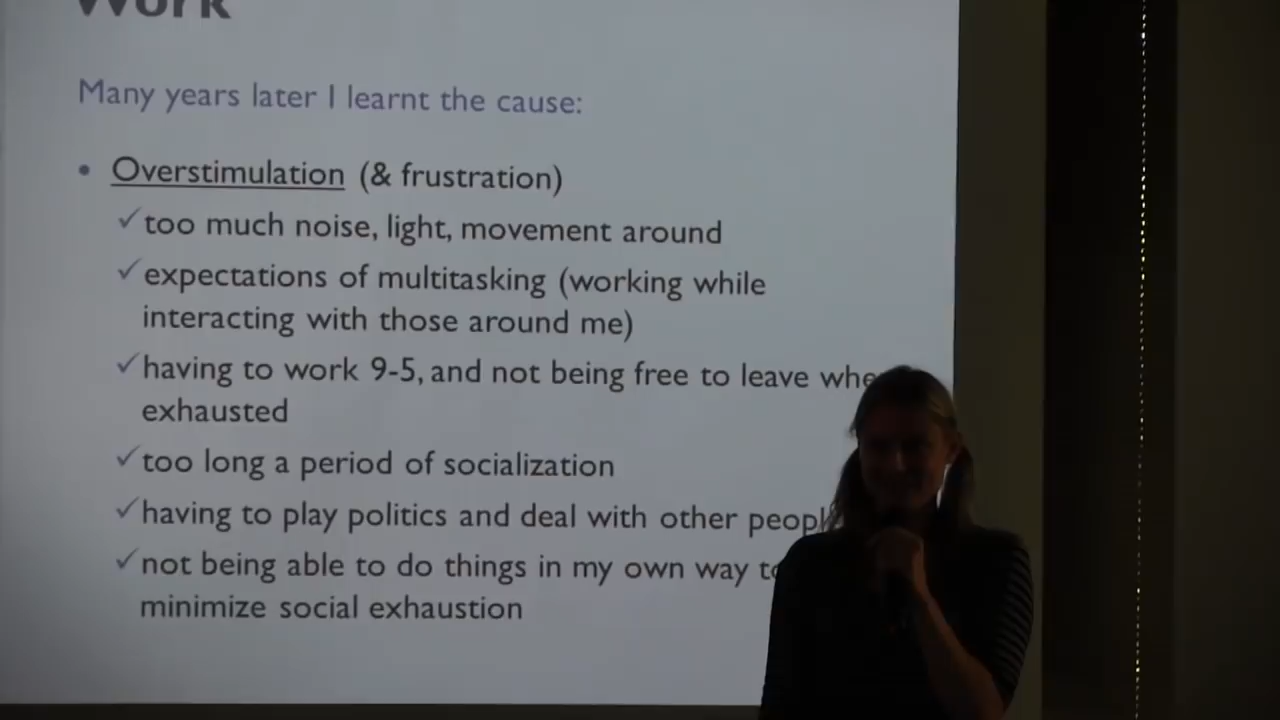 Work
Many years later I learnt the cause:
• Overstimulation (& frustration)
✓too much noise, light, movement around
✓expectations of multitasking (working while
interacting with those around me)
✓having to work 9-5, and not being free to leave whe
exhausted
✓too long a period of socialization
✓having to play politics and deal with other peopl
✓not being able to do things in my own way to
minimize social exhaustion